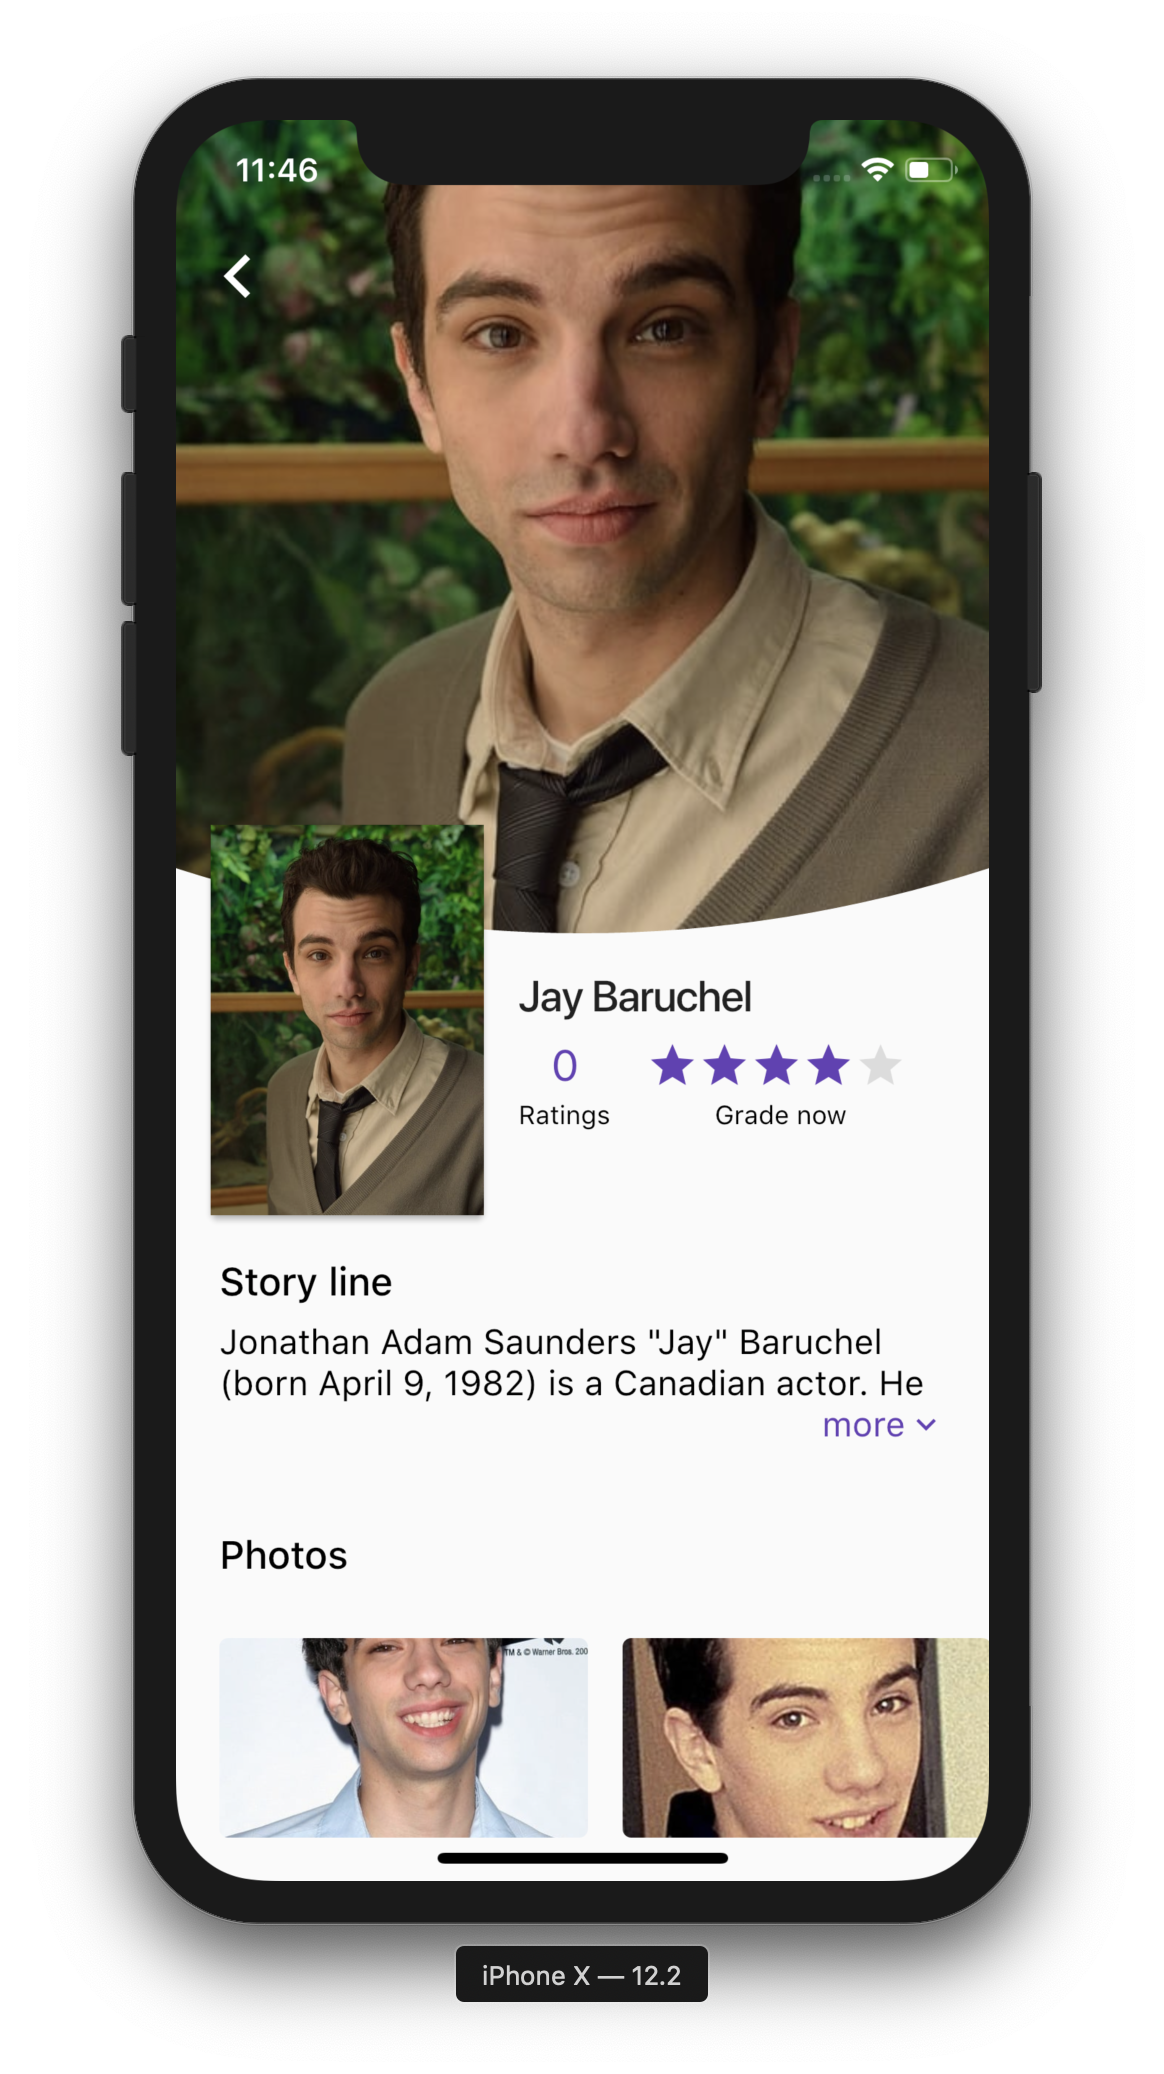 11:46
Jay Baruchel
0
Ratings
Grade now
Story line
Jonathan Adam Saunders "Jay" Baruchel
(born April 9, 1982) is a Canadian actor. He
more
Photos
TM & © Warner Bros. 200
iPhone X — 12.2